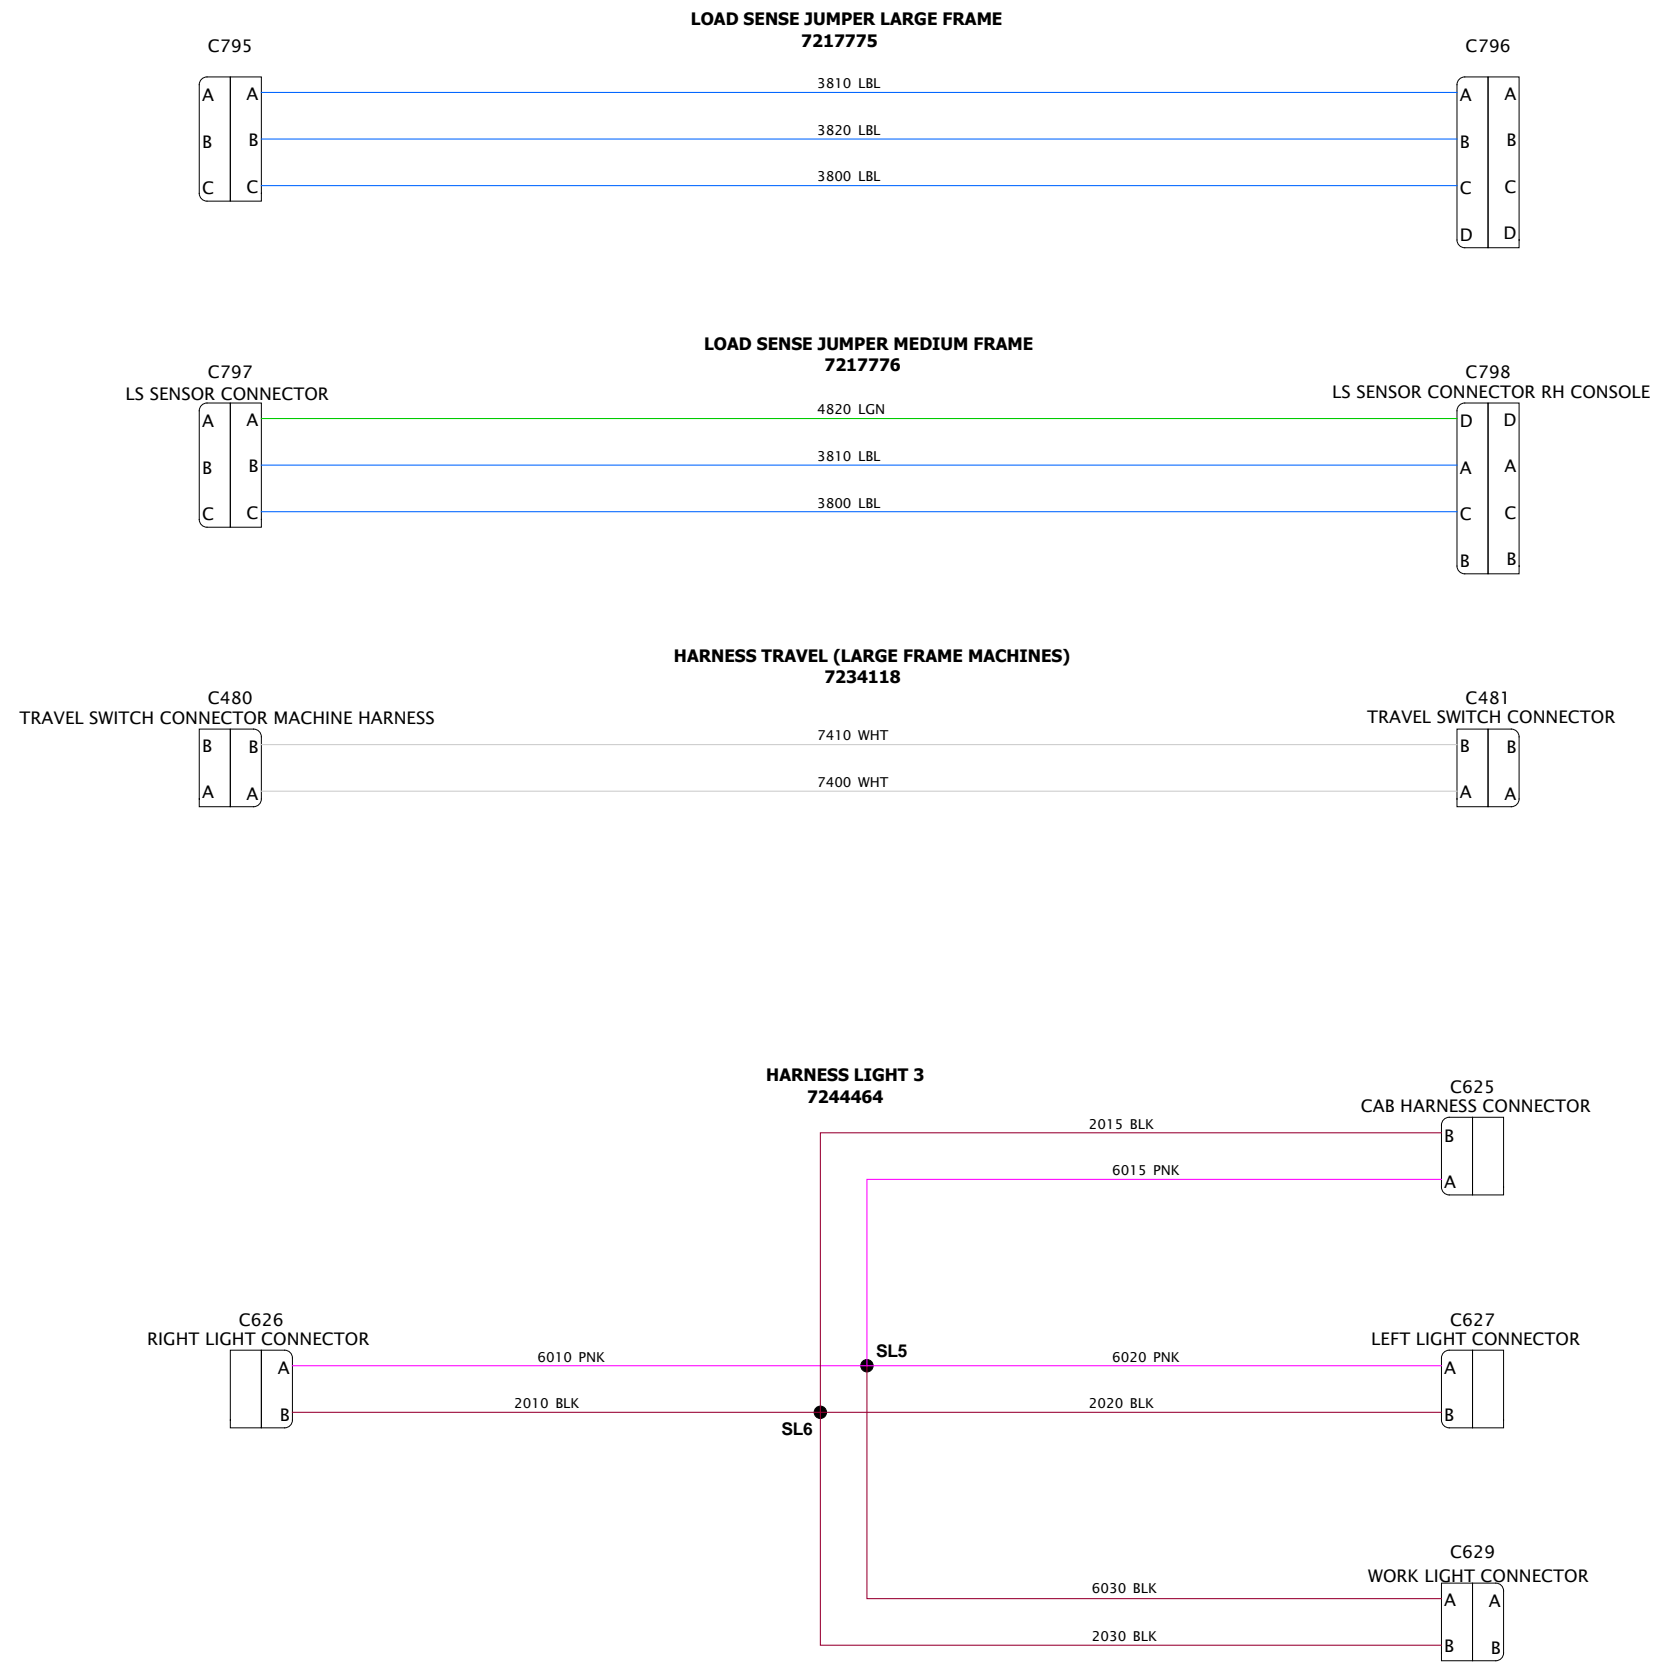 LOAD SENSE JUMPER LARGE FRAME
7217775
C795
C796
3810 LBL
A A
A A
3820 LBL
B B
B B
3800 LBL
C C
C C
D D
LOAD SENSE JUMPER MEDIUM FRAME
7217776
C797
LS SENSOR CONNECTOR
C798
LS SENSOR CONNECTOR RH CONSOLE
4820 LGN
A A
D D
3810 LBL
B B
A A
3800 LBL
C C
C C
B B
HARNESS TRAVEL (LARGE FRAME MACHINES)
7234118
C480
TRAVEL SWITCH CONNECTOR MACHINE HARNESS
C481
TRAVEL SWITCH CONNECTOR
7410 WHT
B B
B B
7400 WHT
A A
A A
HARNESS LIGHT 3
7244464
C625
CAB HARNESS CONNECTOR
2015 BLK
B
6015 PNK
A
C626
RIGHT LIGHT CONNECTOR
C627
LEFT LIGHT CONNECTOR
SL5
6010 PNK
6020 PNK
A
A
2010 BLK
2020 BLK
B
B
SL6
C629
WORK LIGHT CONNECTOR
6030 BLK
A A
2030 BLK
B B